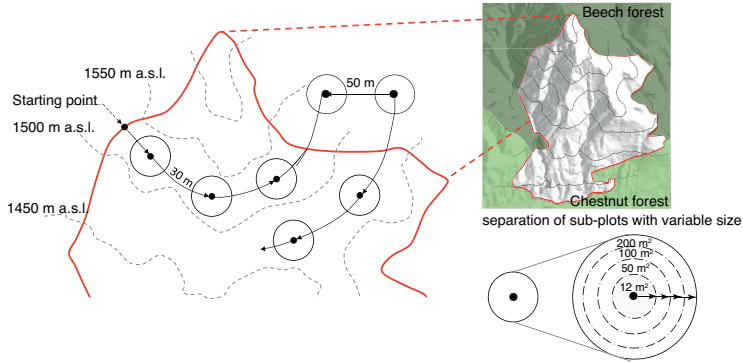 1550 m a.s.l.
Starting point
1500 m a.s.l.
1450 m a.s.l.
30 m
50 m
Beech forest
Chestnut forest
separation of sub-plots with variable size
200 m²
100 m²
50 m²
12 m²